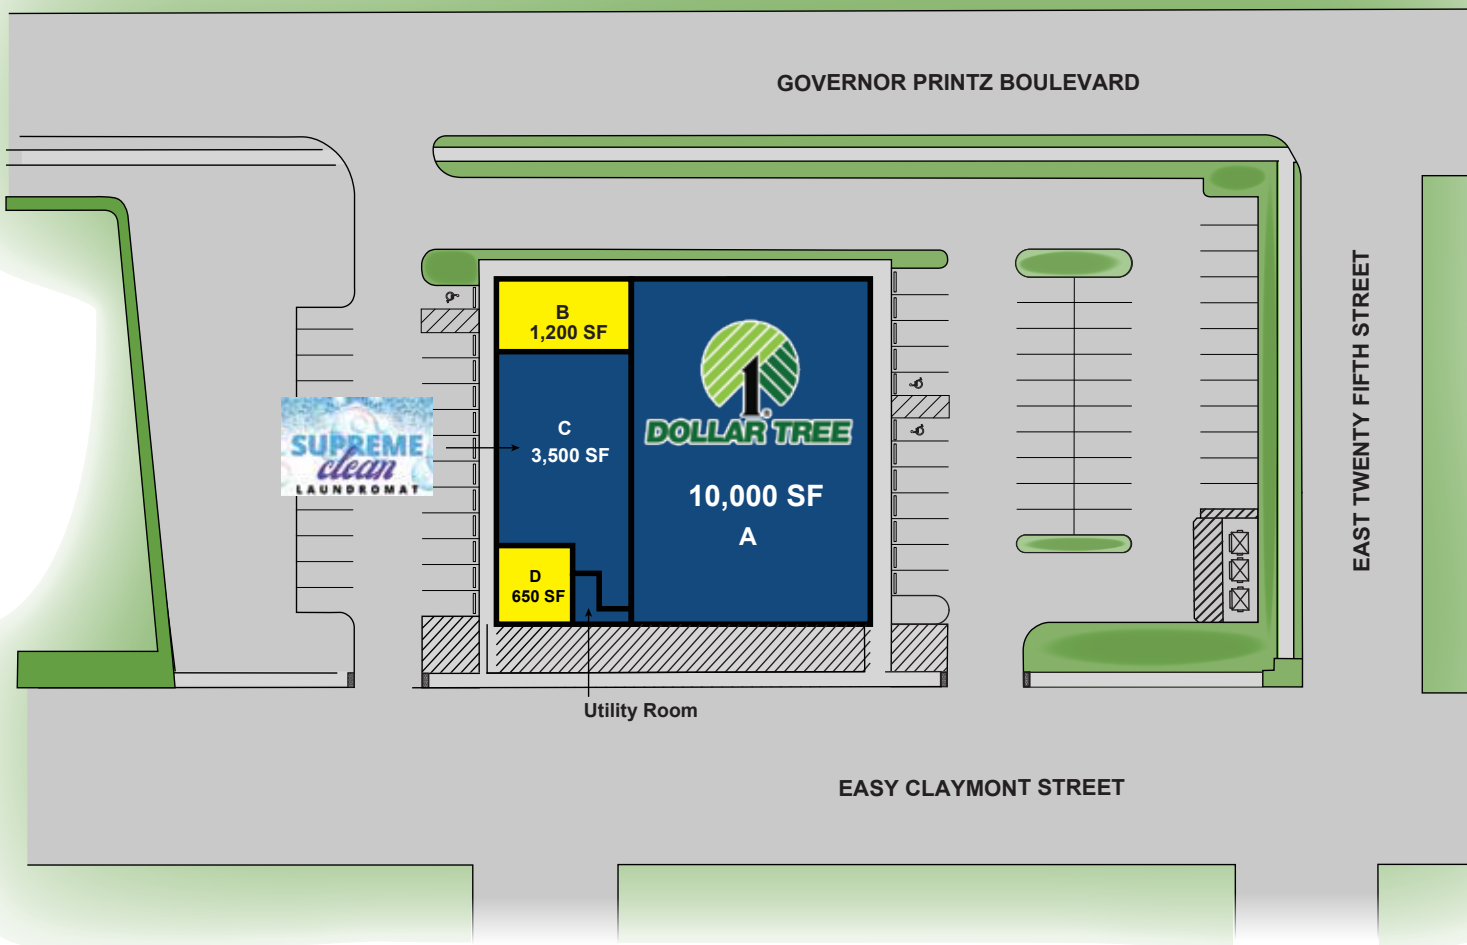 GOVERNOR PRINTZ BOULEVARD
EAST TWENTY FIFTH STREET
B
1,200 SF
1
DOLLAR TREE
C
3,500 SF
SUPREME
clean
LAUNDROMAT
10,000 SF
A
D
650 SF
Utility Room
EASY CLAYMONT STREET